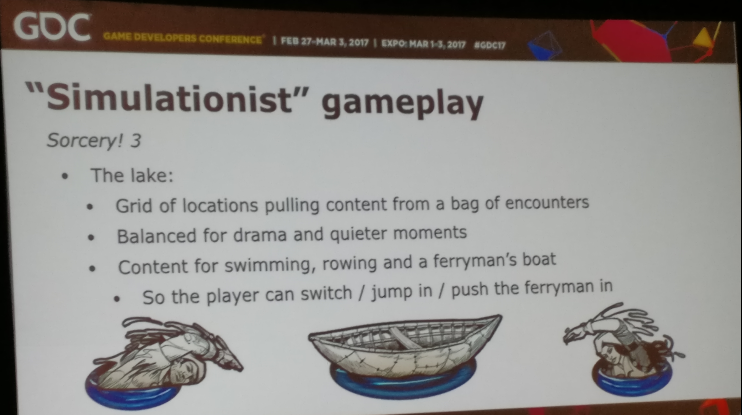 GDC GAME DEVELOPERS CONFERENCE® | FEB 27-MAR 3, 2017 | EXPO: MAR 1-3, 2017 #GDC17
“Simulationist” gameplay
Sorcery! 3
• The lake:
• Grid of locations pulling content from a bag of encounters
• Balanced for drama and quieter moments
• Content for swimming, rowing and a ferryman’s boat
• So the player can switch / jump in / push the ferryman in